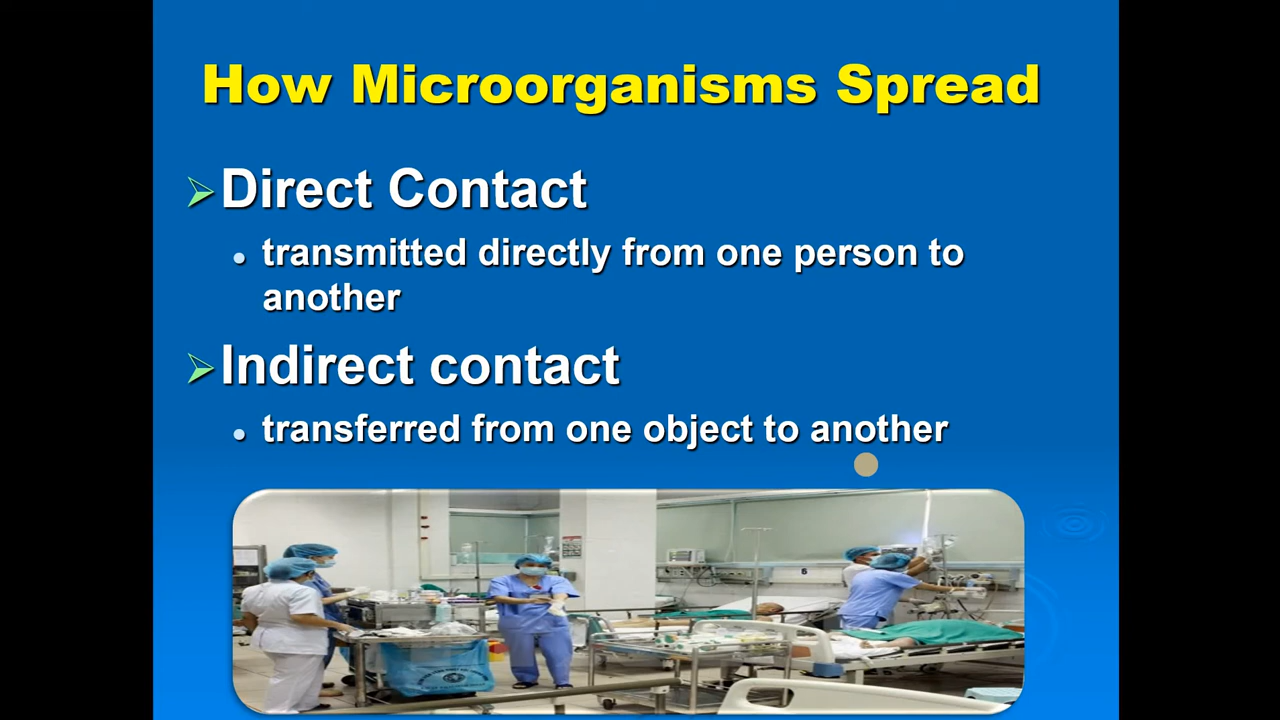 How Microorganisms Spread
Direct Contact
transmitted directly from one person to
another
Indirect contact
transferred from one object to another
6